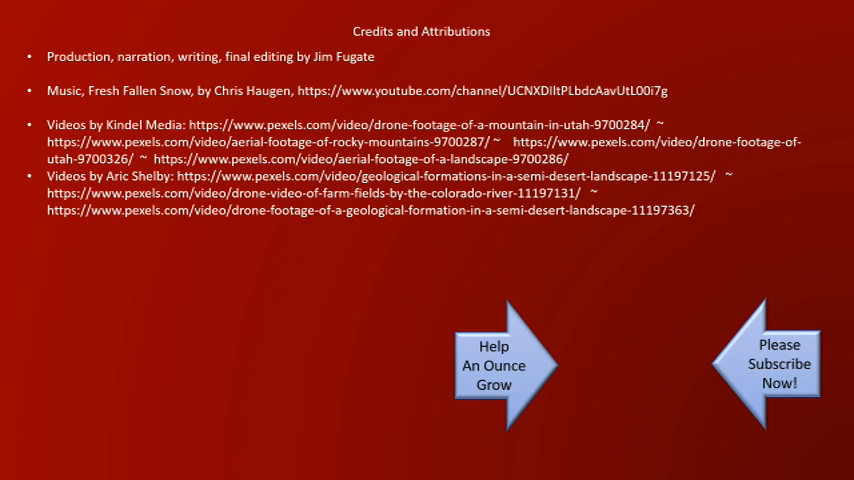 Credits and Attributions
• Production, narration, writing, final editing by Jim Fugate
• Music, Fresh Fallen Snow, by Chris Haugen, https://www.youtube.com/channel/UCNXDlltPLbdcAavUtL00i7g
• Videos by Kindel Media: https://www.pexels.com/video/drone-footage-of-a-mountain-in-utah-9700284/ ~
https://www.pexels.com/video/aerial-footage-of-rocky-mountains-9700287/ ~ https://www.pexels.com/video/drone-footage-of-
utah-9700326/ ~ https://www.pexels.com/video/aerial-footage-of-a-landscape-9700286/
• Videos by Aric Shelby: https://www.pexels.com/video/geological-formations-in-a-semi-desert-landscape-11197125/ ~
https://www.pexels.com/video/drone-video-of-farm-fields-by-the-colorado-river-11197131/ ~
https://www.pexels.com/video/drone-footage-of-a-geological-formation-in-a-semi-desert-landscape-11197363/
Help
An Ounce
Grow
Please
Subscribe
Now!